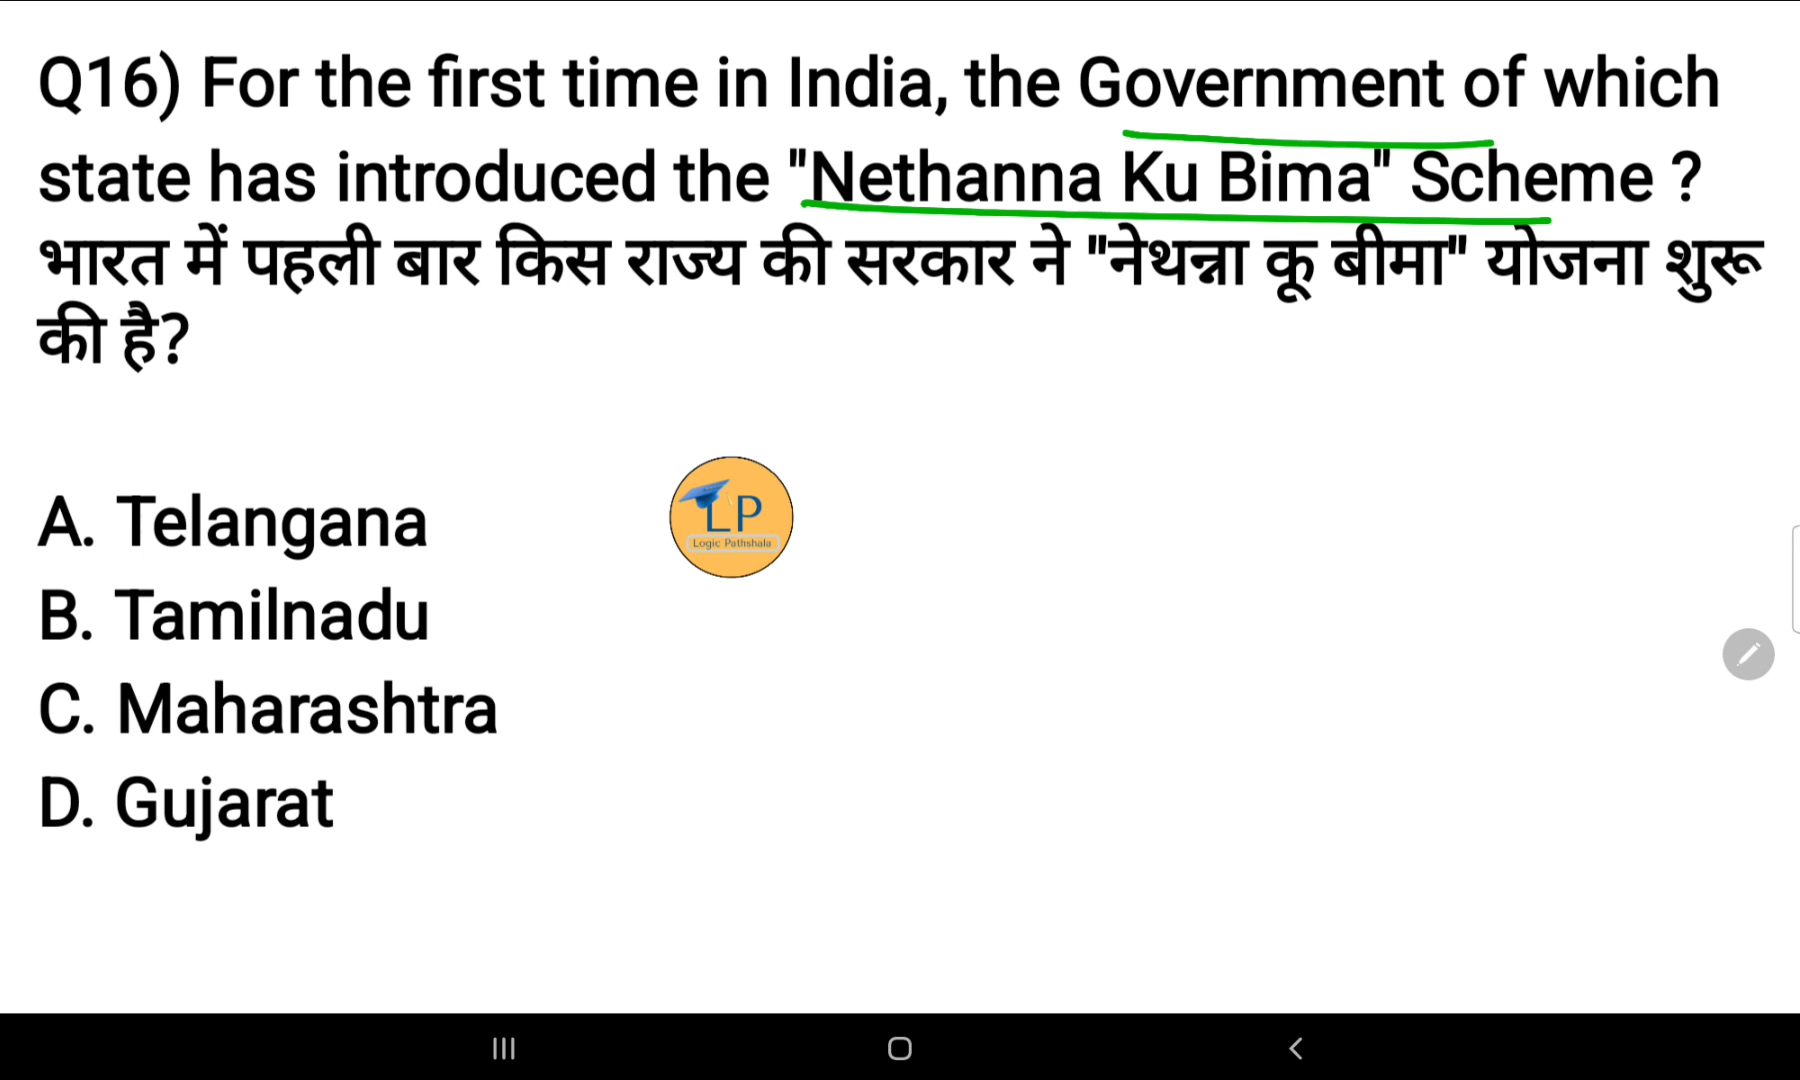 Q16) For the first time in India, the Government of which
state has introduced the "Nethanna Ku Bima" Scheme ?
भारत में पहली बार किस राज्य की सरकार ने "नेथन्ना कू बीमा" योजना शुरू
की है?
A. Telangana
B. Tamilnadu
C. Maharashtra
D. Gujarat
LP
Logic Pathshala